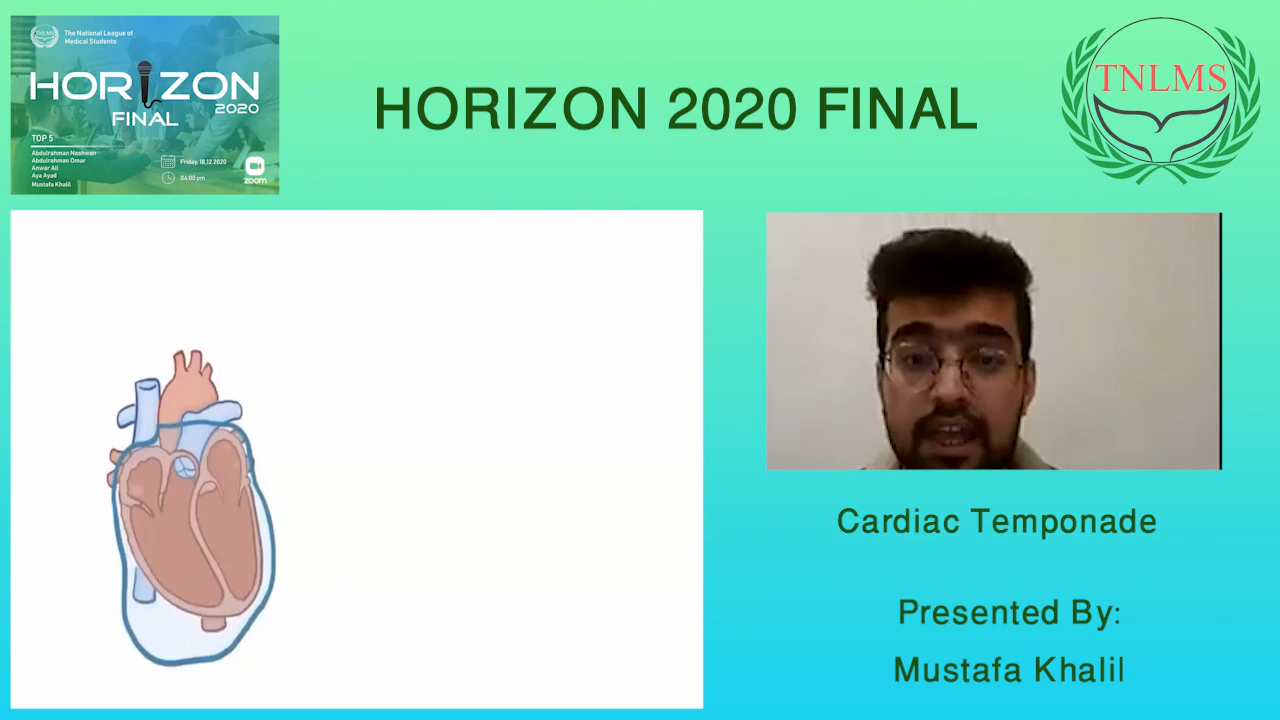 TNLMS
The National League of
Medical Students
HORIZON
2020
FINAL
TOP 5
Abdulrahman Nashwan
Abdulrahman Omar
Anwar Ali
Aya Ayad
Mustafa Khalil
Friday, 18.12.2020
04:00 pm
zoom
HORIZON 2020 FINAL
TNLMS
Cardiac Temponade
Presented By:
Mustafa Khalil